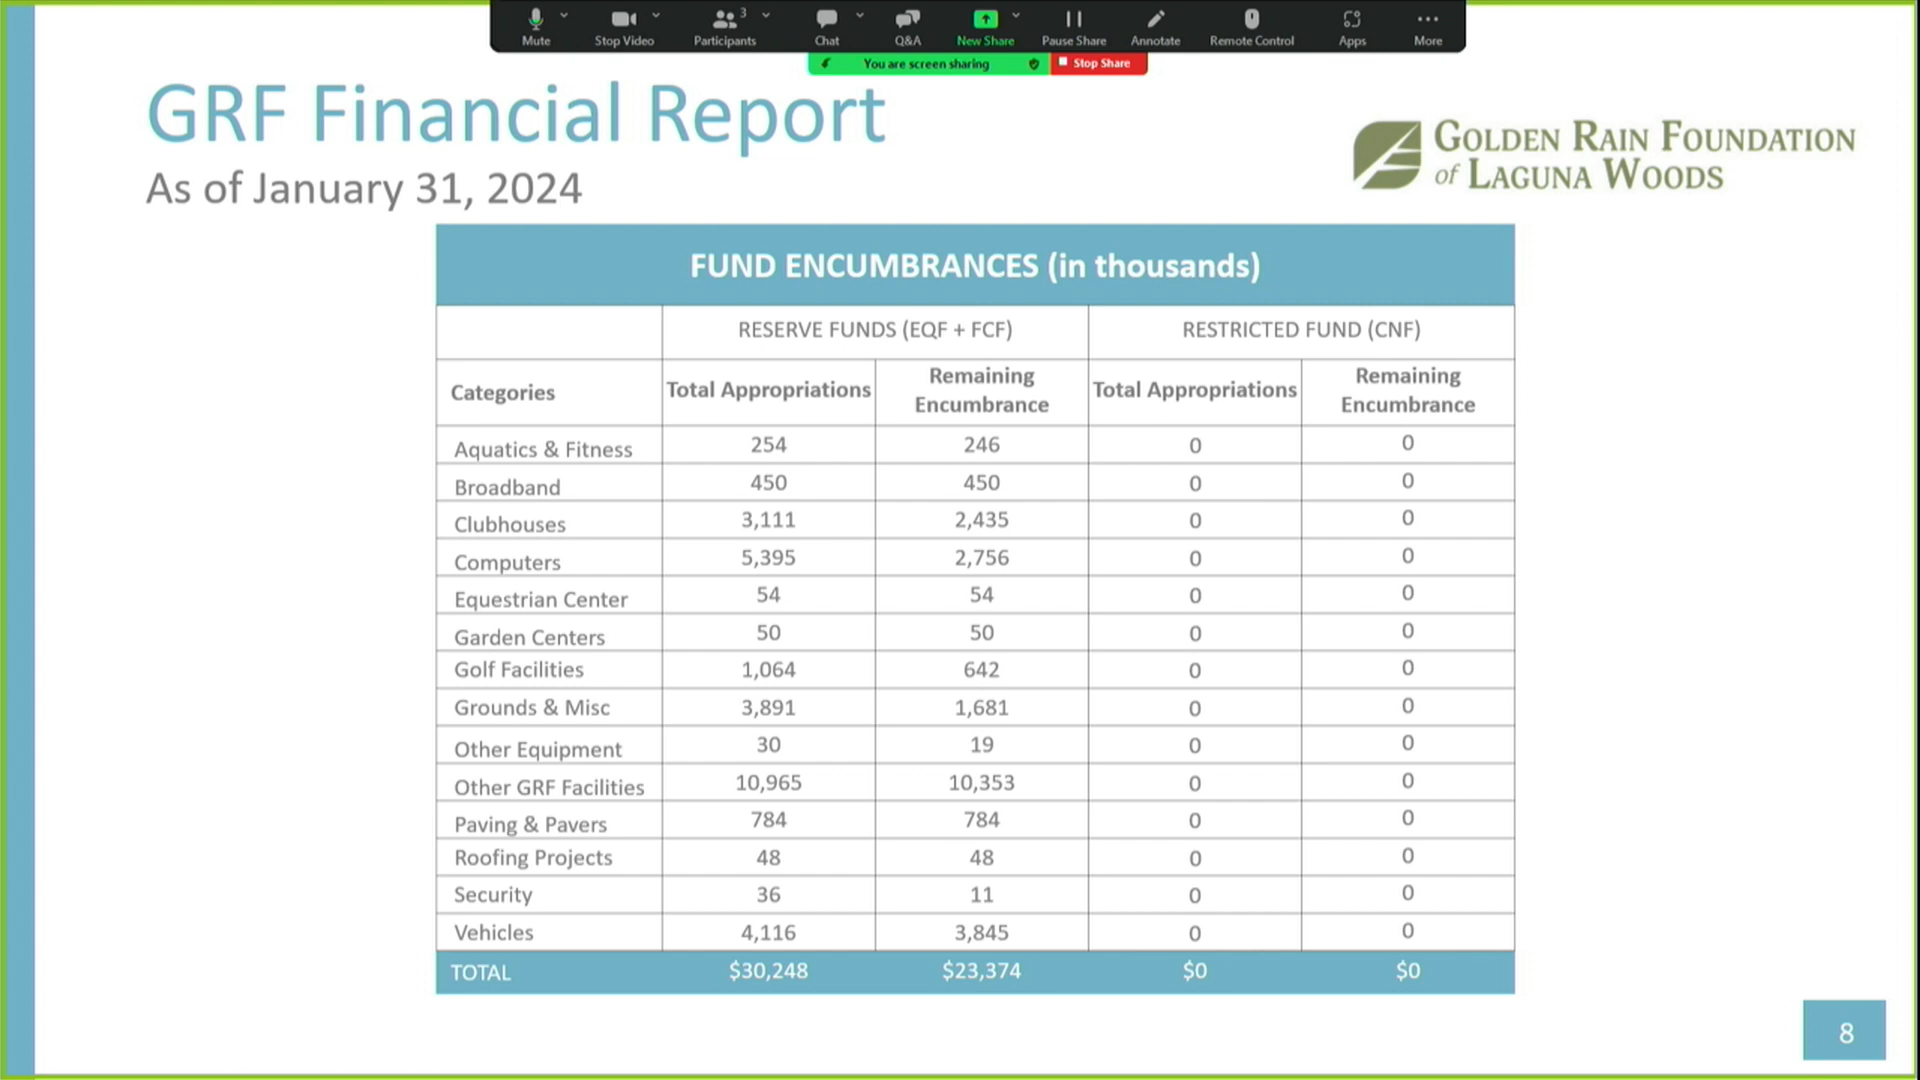 Mute
Stop Video
Participants
3
Chat
Q&A
New Share
Pause Share
Annotate
Remote Control
Apps
More
You are screen sharing
Stop Share
GRF Financial Report
As of January 31, 2024
GOLDEN RAIN FOUNDATION
of LAGUNA WOODS
FUND ENCUMBRANCES (in thousands)
RESERVE FUNDS (EQF + FCF) RESTRICTED FUND (CNF)
Categories Total Appropriations Remaining Encumbrance Total Appropriations Remaining Encumbrance
Aquatics & Fitness 254 246 0 0
Broadband 450 450 0 0
Clubhouses 3,111 2,435 0 0
Computers 5,395 2,756 0 0
Equestrian Center 54 54 0 0
Garden Centers 50 50 0 0
Golf Facilities 1,064 642 0 0
Grounds & Misc 3,891 1,681 0 0
Other Equipment 30 19 0 0
Other GRF Facilities 10,965 10,353 0 0
Paving & Pavers 784 784 0 0
Roofing Projects 48 48 0 0
Security 36 11 0 0
Vehicles 4,116 3,845 0 0
TOTAL $30,248 $23,374 $0 $0
8